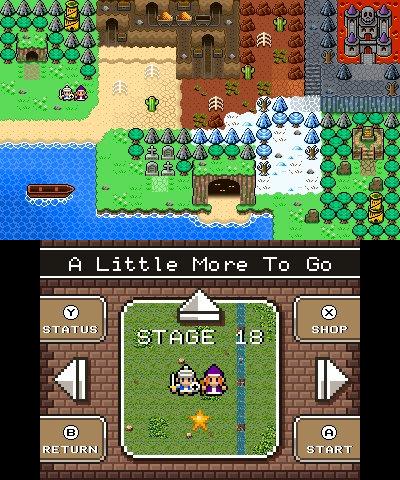 A Little More To Go
Y
STATUS
X
SHOP
STAGE 18
B
RETURN
A
START